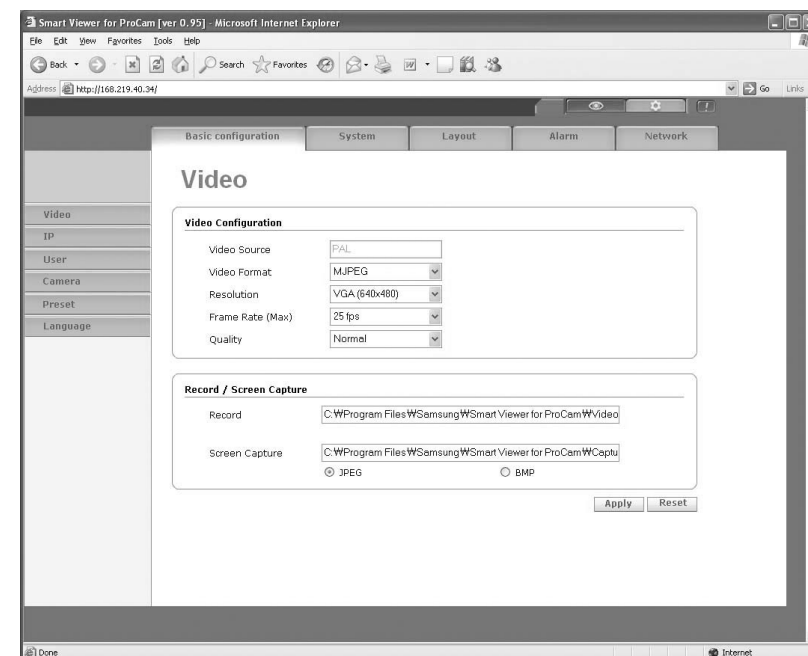 Smart Viewer for ProCam [ver 0.95] - Microsoft Internet Explorer
File Edit View Favorites Tools Help
Back Search Favorites
Address http://168.219.40.34/ Go Links
Basic configuration System Layout Alarm Network
Video
Video
IP
User
Camera
Preset
Language
Video Configuration
Video Source PAL
Video Format MJPEG
Resolution VGA (640x480)
Frame Rate (Max) 25 fps
Quality Normal
Record / Screen Capture
Record C:₩Program Files₩Samsung₩Smart Viewer for ProCam₩Video
Screen Capture C:₩Program Files₩Samsung₩Smart Viewer for ProCam₩Captu
JPEG BMP
Apply Reset
Done Internet